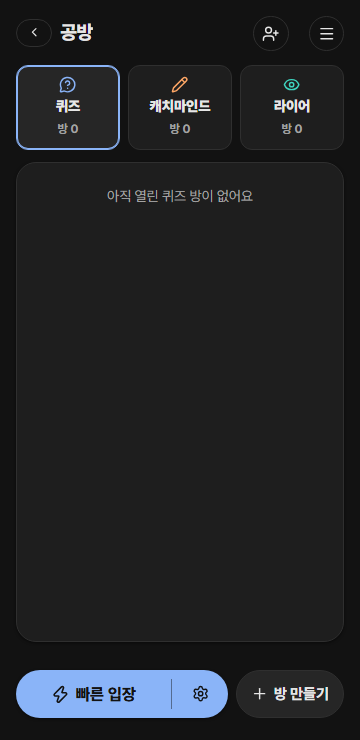 공방
퀴즈
방 0
캐치마인드
방 0
라이어
방 0
아직 열린 퀴즈 방이 없어요
빠른 입장
방 만들기